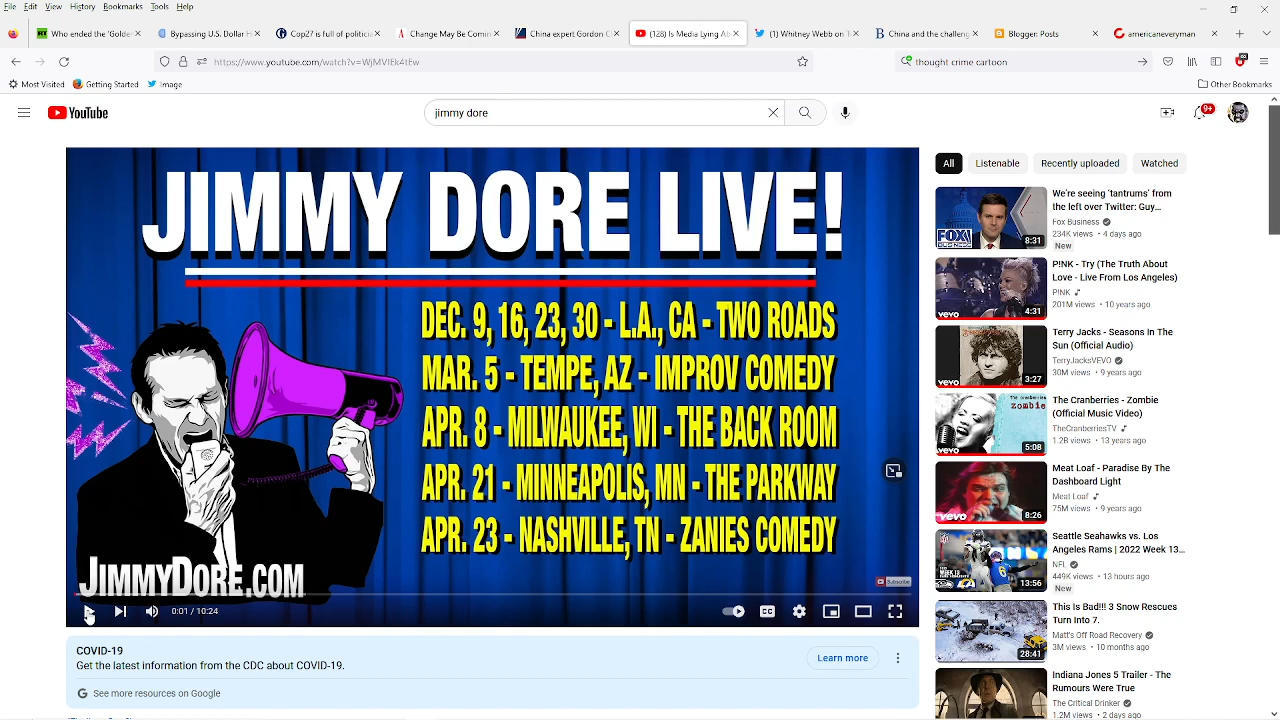 File Edit View History Bookmarks Tools Help
RT Who ended the 'Golde
Bypassing U.S. Dollar H
Cop27 is full of politicia
Change May Be Comin
China expert Gordon C
(128) Is Media Lying Ab
(1) Whitney Webb on T
China and the challeng
Blogger: Posts
americaneveryman
https://www.youtube.com/watch?v=WjMVIEk4tEw
thought crime cartoon
Most Visited Getting Started Image Other Bookmarks
YouTube
jimmy dore
9+
JIMMY DORE LIVE!
DEC. 9, 16, 23, 30 - L.A., CA - TWO ROADS
MAR. 5 - TEMPE, AZ - IMPROV COMEDY
APR. 8 - MILWAUKEE, WI - THE BACK ROOM
APR. 21 - MINNEAPOLIS, MN - THE PARKWAY
APR. 23 - NASHVILLE, TN - ZANIES COMEDY
JIMMYDORE.COM
Subscribe
0:01 / 10:24
COVID-19
Get the latest information from the CDC about COVID-19.
Learn more
See more resources on Google
All Listenable Recently uploaded Watched
We're seeing 'tantrums' from
the left over Twitter: Guy...
Fox Business
234K views • 4 days ago
New
8:31
P!NK - Try (The Truth About
Love - Live From Los Angeles)
P!NK
201M views • 10 years ago
vevo
4:31
Terry Jacks - Seasons In The
Sun (Official Audio)
TerryJacksVEVO
30M views • 9 years ago
vevo
3:27
The Cranberries - Zombie
(Official Music Video)
TheCranberriesTV
1.2B views • 13 years ago
the cranberries
zombie
vevo
5:08
Meat Loaf - Paradise By The
Dashboard Light
Meat Loaf
75M views • 9 years ago
vevo
8:26
Seattle Seahawks vs. Los
Angeles Rams | 2022 Week 13...
NFL
449K views • 13 hours ago
New
13:56
This Is Bad!!! 3 Snow Rescues
Turn Into 7.
Matt's Off Road Recovery
3M views • 10 months ago
28:41
Indiana Jones 5 Trailer - The
Rumours Were True
The Critical Drinker
1.2M views • 2 days ago